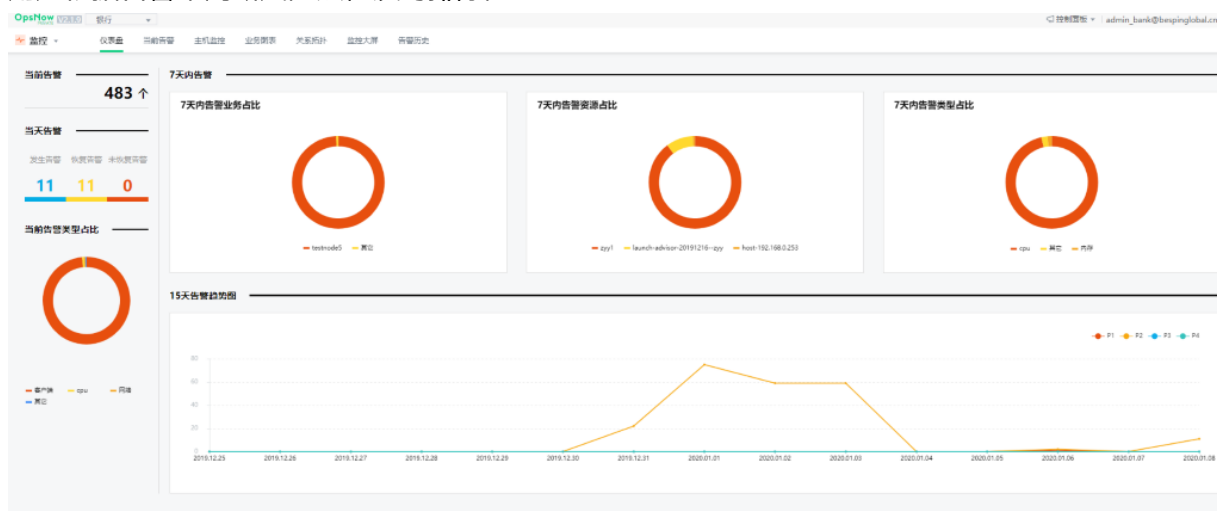 OpsNow V2.3.5.0 银行
控制面板 admin_bank@bespinglobal.cn
监控 仪表盘 当前告警 主机监控 业务图表 关系拓扑 监控大屏 告警历史
当前告警
483 个
当天告警
发生告警 恢复告警 未恢复告警
11 11 0
当前告警类型占比
客户端 cpu 网络
其它
7天内告警
7天内告警业务占比
testnode5 其它
7天内告警资源占比
zyy1 launch-advisor-20191216--zyy host-192.168.0.253
7天内告警类型占比
cpu 其它 内存
15天告警趋势图
P1 P2 P3 P4
80
60
40
20
0
2019.12.25 2019.12.26 2019.12.27 2019.12.28 2019.12.29 2019.12.30 2019.12.31 2020.01.01 2020.01.02 2020.01.03 2020.01.04 2020.01.05 2020.01.06 2020.01.07 2020.01.08